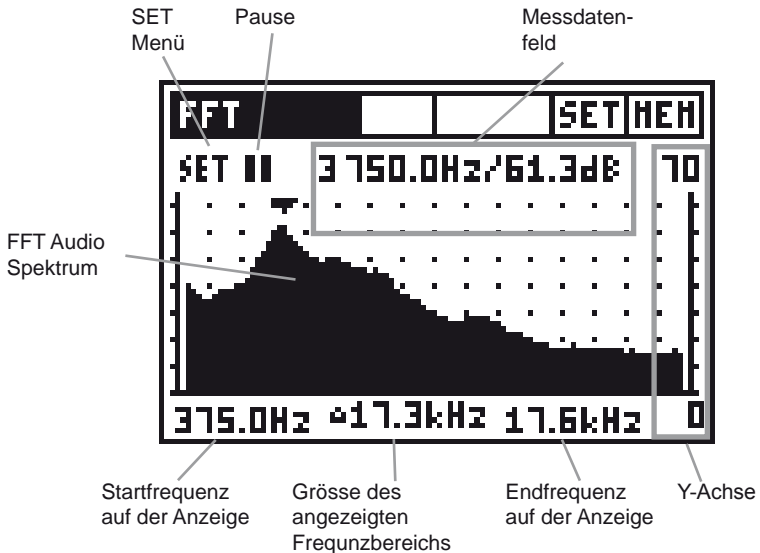 SET
Menü
Pause
Messdaten-
feld
FFT
SET
MEM
SET
3750.0Hz/61.3dB
70
FFT Audio
Spektrum
375.0Hz
△17.3kHz
17.6kHz
0
Startfrequenz
auf der Anzeige
Grösse des
angezeigten
Frequnzbereichs
Endfrequenz
auf der Anzeige
Y-Achse